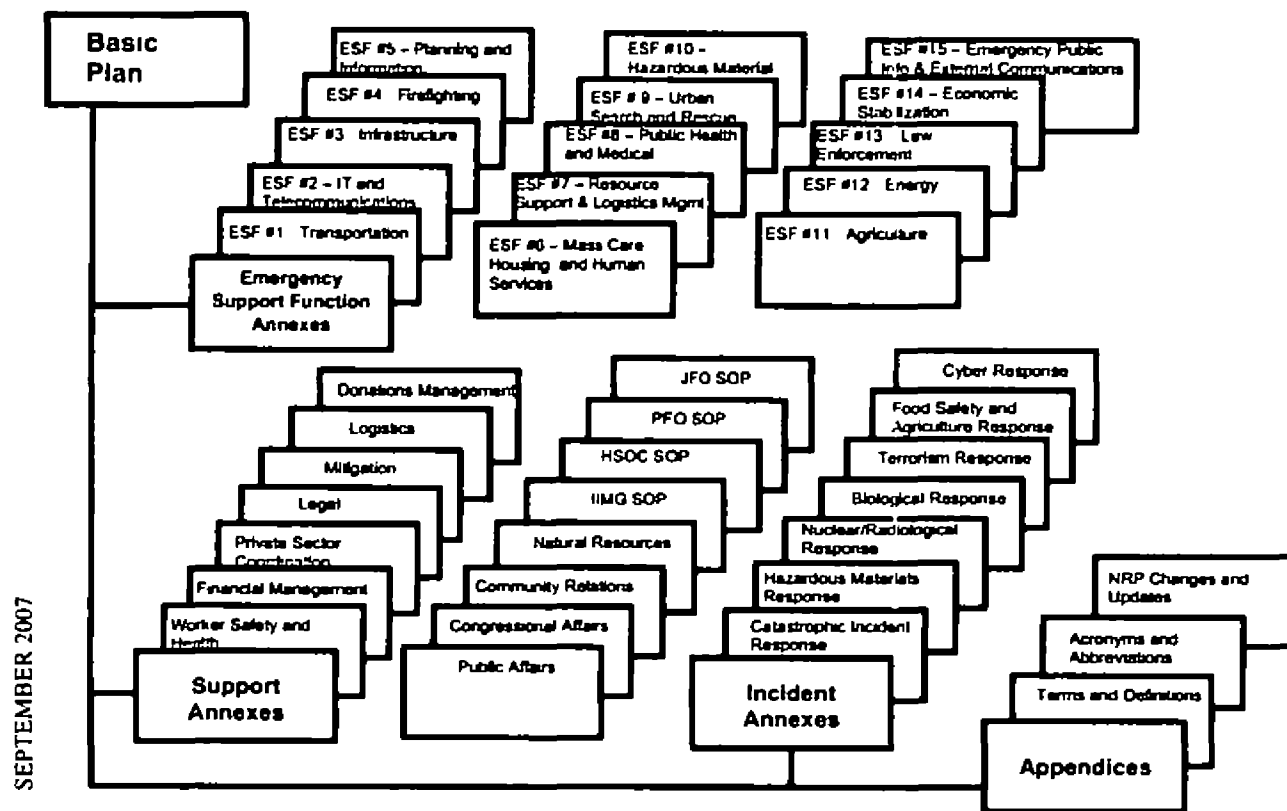 Basic
Plan
ESF #5 – Planning and
Information
ESF #4 Firefighting
ESF #3 Infrastructure
ESF #2 – IT and
Telecommunications
ESF #1 Transportation
Emergency
Support Function
Annexes
ESF #10 –
Hazardous Material
ESF # 9 – Urban
Search and Rescue
ESF #8 – Public Health
and Medical
ESF #7 – Resource
Support & Logistics Mgmt
ESF #6 – Mass Care
Housing and Human
Services
ESF #15 – Emergency Public
Info & External Communications
ESF #14 – Economic
Stabilization
ESF #13 Law
Enforcement
ESF #12 Energy
ESF #11 Agriculture
Donations Management
Logistics
Mitigation
Legal
Private Sector
Coordination
Financial Management
Worker Safety and
Health
Support
Annexes
JFO SOP
PFO SOP
HSOC SOP
IIMG SOP
Natural Resources
Community Relations
Congressional Affairs
Public Affairs
Cyber Response
Food Safety and
Agriculture Response
Terrorism Response
Biological Response
Nuclear/Radiological
Response
Hazardous Materials
Response
Catastrophic Incident
Response
Incident
Annexes
NRP Changes and
Updates
Acronyms and
Abbreviations
Terms and Definitions
Appendices
SEPTEMBER 2007